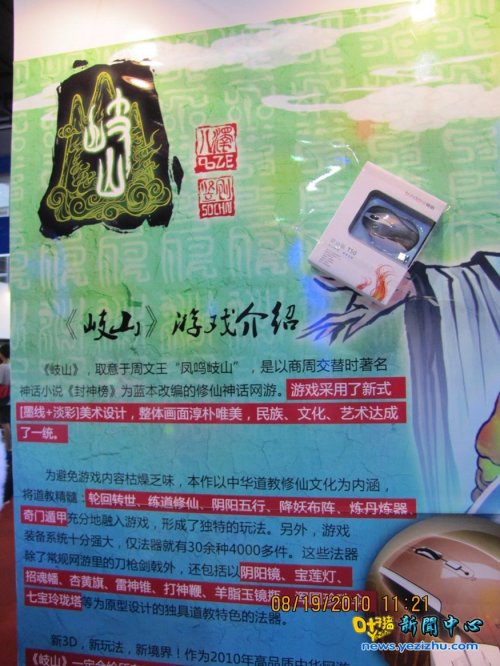 岐山
八澤
《岐山》游戏介绍
《岐山》，取意于周文王“凤鸣岐山”，是以商周交替时著名
神话小说《封神榜》为蓝本改编的修仙神话网游。游戏采用了新式
[墨线+淡彩]美术设计，整体画面淳朴唯美，民族、文化、艺术达成
了一统。
为避免游戏内容枯燥乏味，本作以中华道教修仙文化为内涵，
将道教精髓：轮回转世、练道修仙、阴阳五行、降妖布阵、炼丹炼器、
奇门遁甲充分地融入游戏，形成了独特的玩法。另外，游戏
装备系统十分强大，仅法器就有30余种4000多件。这些法器
除了常规网游里的刀枪剑戟外，还包括以阴阳镜、宝莲灯、
招魂幡、杏黄旗、雷神锥、打神鞭、羊脂玉镜瓶、
七宝玲珑塔等为原型设计的独具道教特色的法器。
新3D，新玩法，新境界！作为2010年高品质中
08/19/2010 11:21
叶子猪 新闻中心
news.yezizhu.com